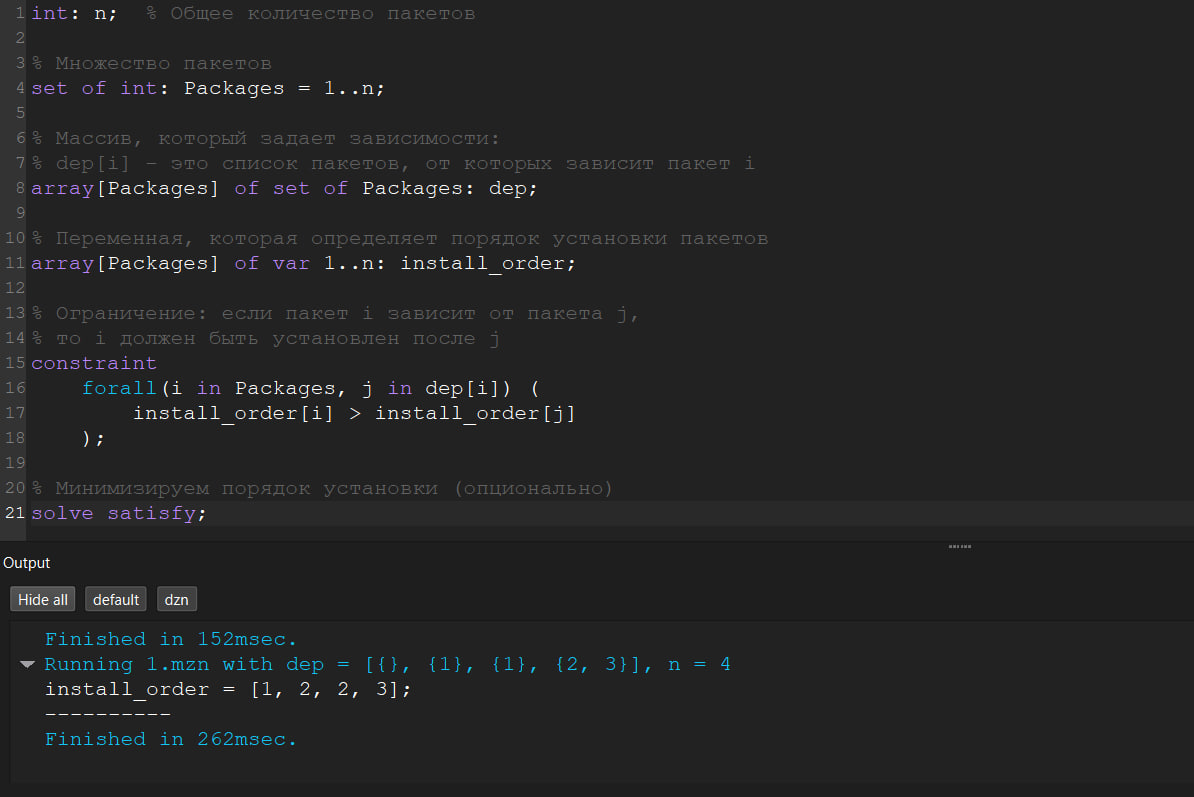 1 int: n;  % Общее количество пакетов
2
3 % Множество пакетов
4 set of int: Packages = 1..n;
5
6 % Массив, который задает зависимости:
7 % dep[i] – это список пакетов, от которых зависит пакет i
8 array[Packages] of set of Packages: dep;
9
10 % Переменная, которая определяет порядок установки пакетов
11 array[Packages] of var 1..n: install_order;
12
13 % Ограничение: если пакет i зависит от пакета j,
14 % то i должен быть установлен после j
15 constraint
16     forall(i in Packages, j in dep[i]) (
17         install_order[i] > install_order[j]
18     );
19
20 % Минимизируем порядок установки (опционально)
21 solve satisfy;
Output
Hide all default dzn
Finished in 152msec.
Running 1.mzn with dep = [{}, {1}, {1}, {2, 3}], n = 4
install_order = [1, 2, 2, 3];
----------
Finished in 262msec.